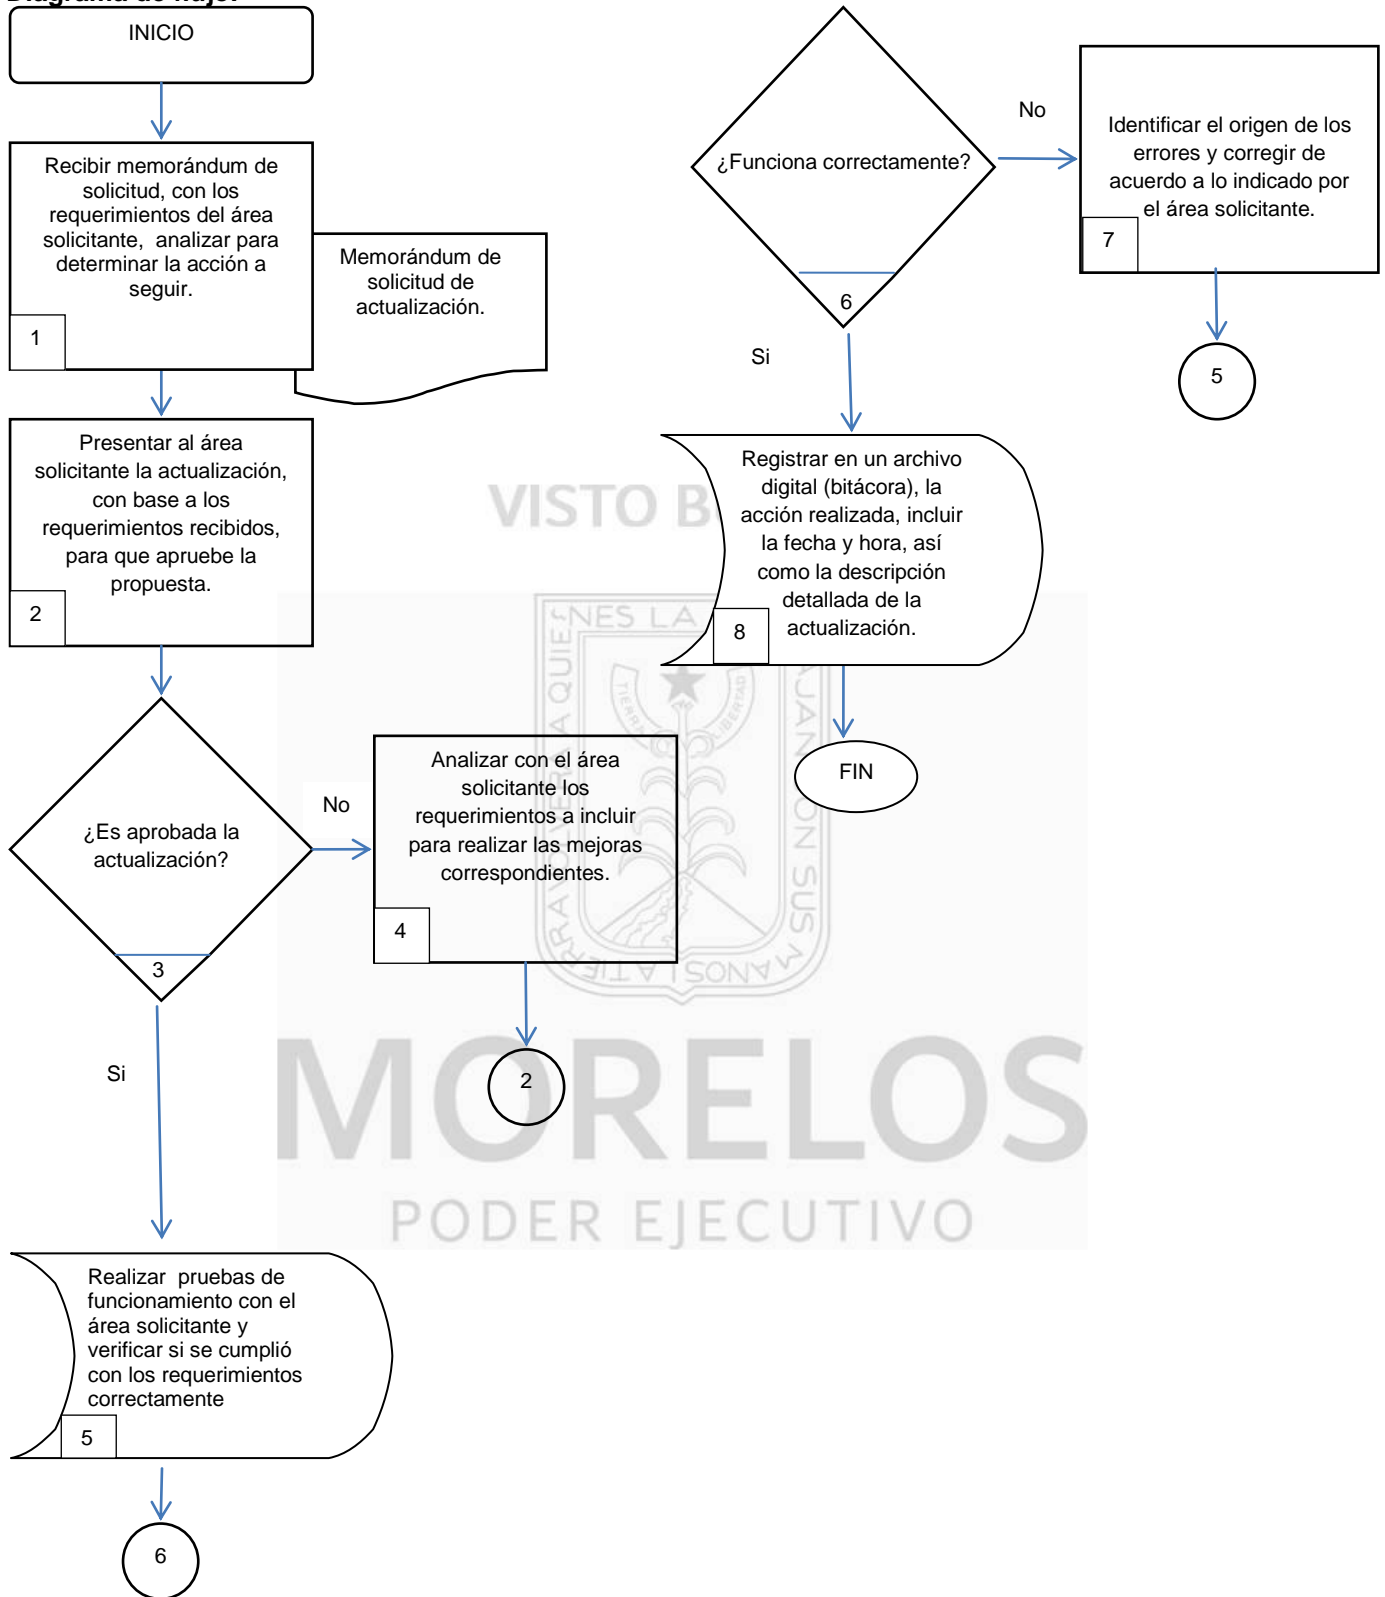 Diagrama de flujo:
INICIO
Recibir memorándum de
solicitud, con los
requerimientos del área
solicitante, analizar para
determinar la acción a
seguir.
1
Memorándum de
solicitud de
actualización.
Presentar al área
solicitante la actualización,
con base a los
requerimientos recibidos,
para que apruebe la
propuesta.
2
¿Es aprobada la
actualización?
3
No
Analizar con el área
solicitante los
requerimientos a incluir
para realizar las mejoras
correspondientes.
4
2
Si
Realizar pruebas de
funcionamiento con el
área solicitante y
verificar si se cumplió
con los requerimientos
correctamente
5
6
¿Funciona correctamente?
6
No
Identificar el origen de los
errores y corregir de
acuerdo a lo indicado por
el área solicitante.
7
5
Si
Registrar en un archivo
digital (bitácora), la
acción realizada, incluir
la fecha y hora, así
como la descripción
detallada de la
actualización.
8
FIN
VISTO
TIERRA
LIBERTAD
MORELOS
PODER EJECUTIVO